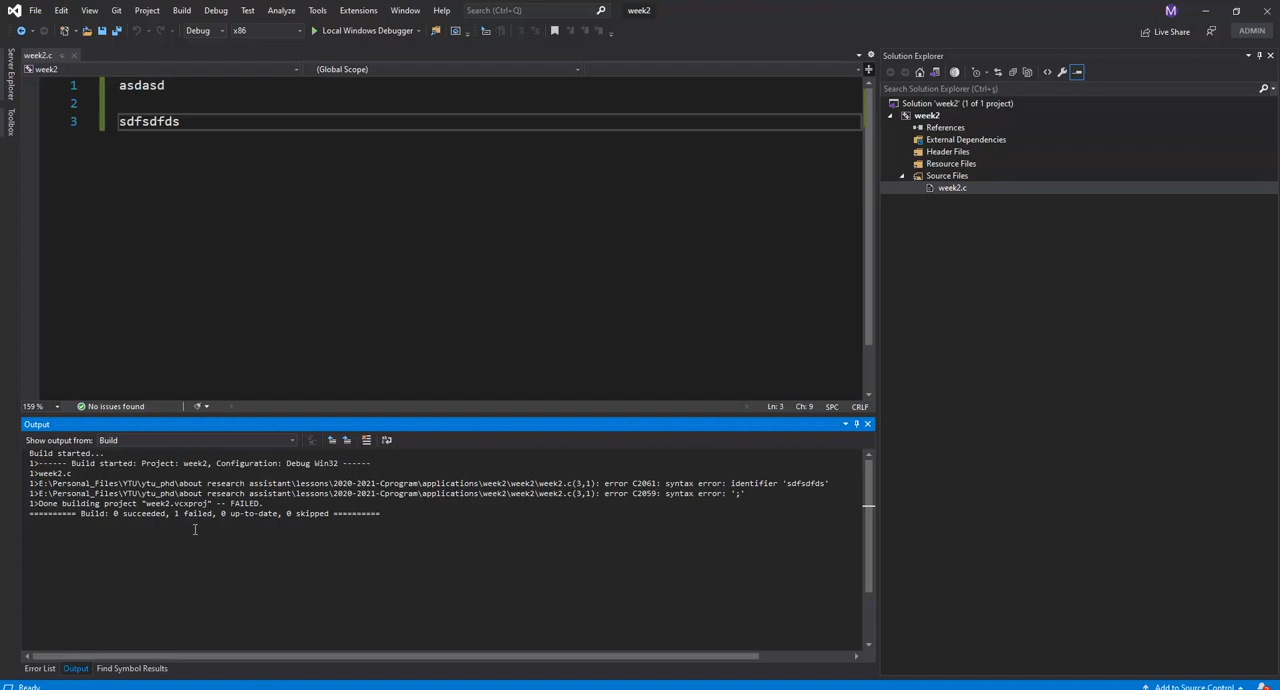 File Edit View Git Project Build Debug Test Analyze Tools Extensions Window Help Search (Ctrl+Q) week2 M
Debug x86 Local Windows Debugger Live Share ADMIN
Server Explorer
Toolbox
week2.c
week2 (Global Scope)
1 asdasd
2
3 sdfsdfds
159 % No issues found Ln: 3 Ch: 9 SPC CRLF
Solution Explorer
Search Solution Explorer (Ctrl+ş)
Solution 'week2' (1 of 1 project)
week2
References
External Dependencies
Header Files
Resource Files
Source Files
week2.c
Output
Show output from: Build
Build started...
1>------ Build started: Project: week2, Configuration: Debug Win32 ------
1>week2.c
1>E:\Personal_Files\YTU\ytu_phd\about research assistant\lessons\2020-2021-Cprogram\applications\week2\week2\week2.c(3,1): error C2061: syntax error: identifier 'sdfsdfds'
1>E:\Personal_Files\YTU\ytu_phd\about research assistant\lessons\2020-2021-Cprogram\applications\week2\week2\week2.c(3,1): error C2059: syntax error: ';'
1>Done building project "week2.vcxproj" -- FAILED.
========== Build: 0 succeeded, 1 failed, 0 up-to-date, 0 skipped ==========
Error List Output Find Symbol Results
Ready Add to Source Control